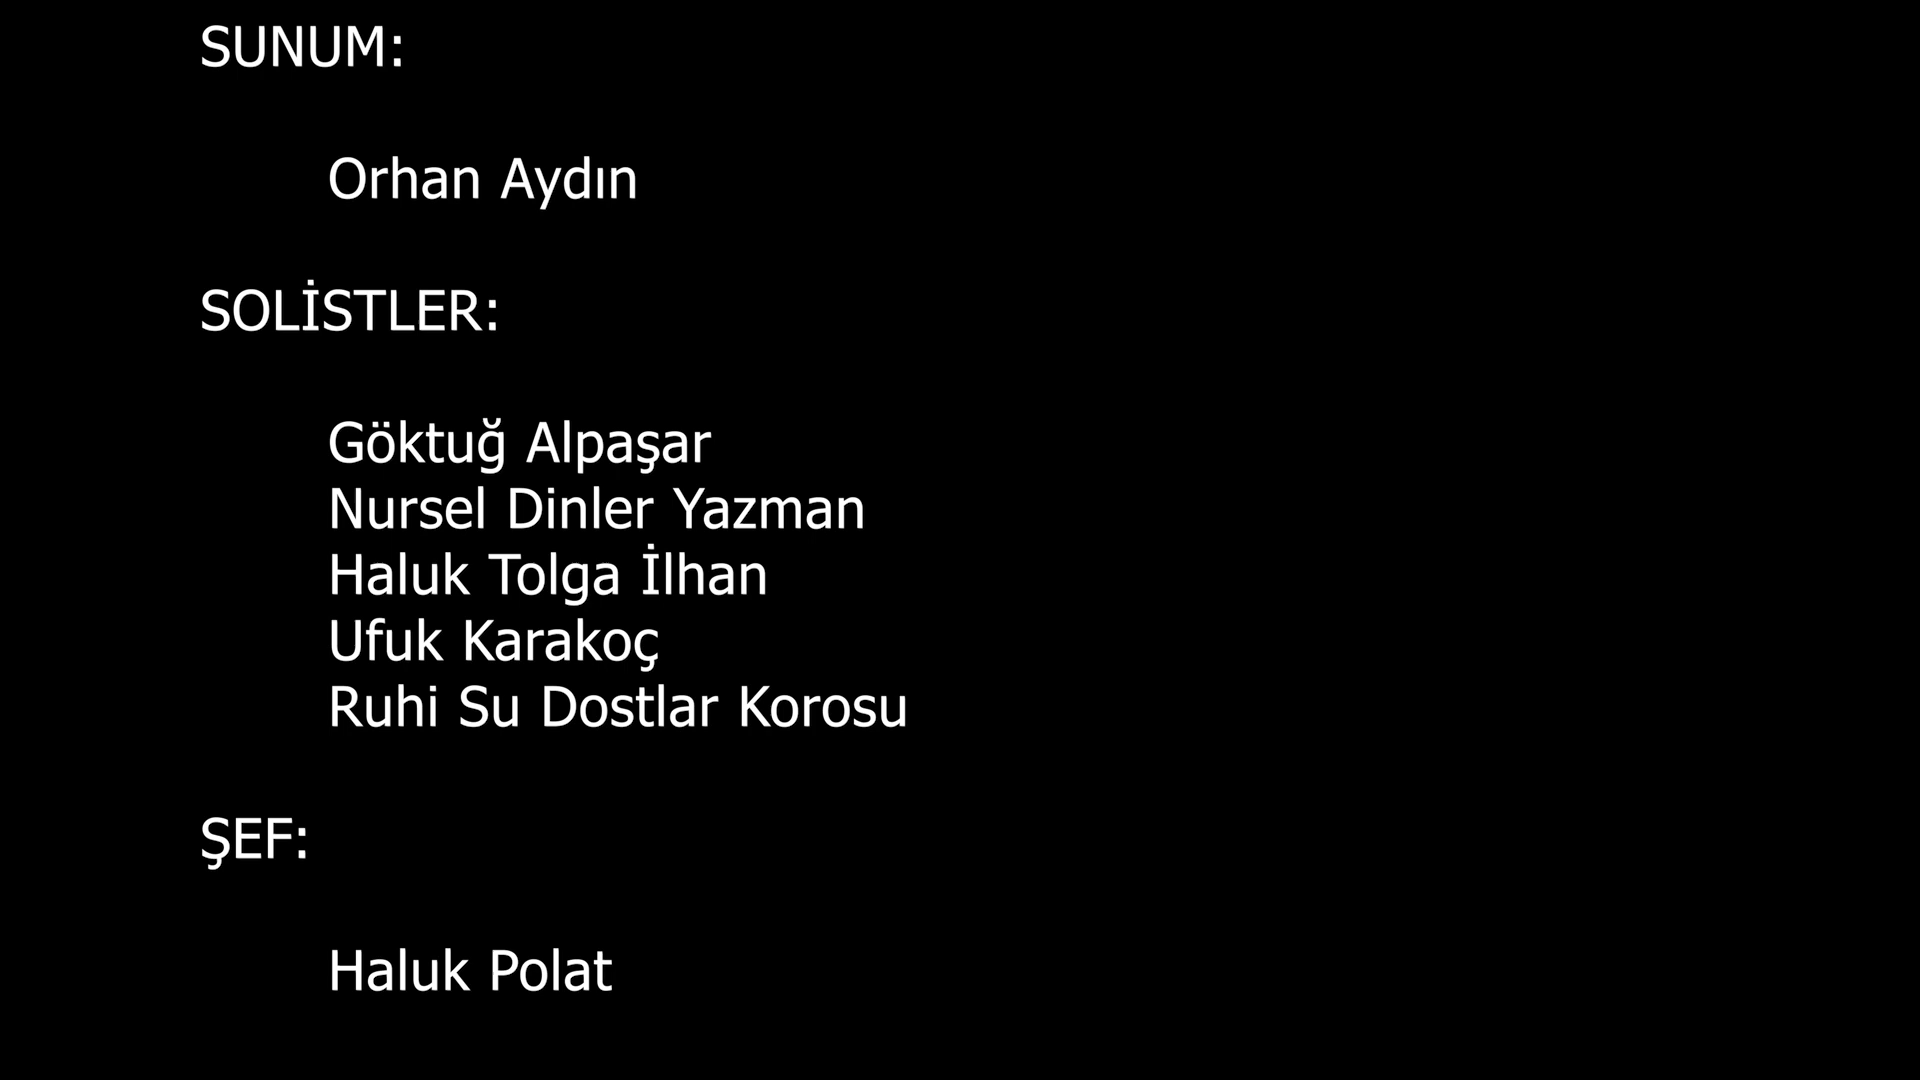 SUNUM:
Orhan Aydın
SOLİSTLER:
Göktuğ Alpaşar
Nursel Dinler Yazman
Haluk Tolga İlhan
Ufuk Karakoç
Ruhi Su Dostlar Korosu
ŞEF:
Haluk Polat